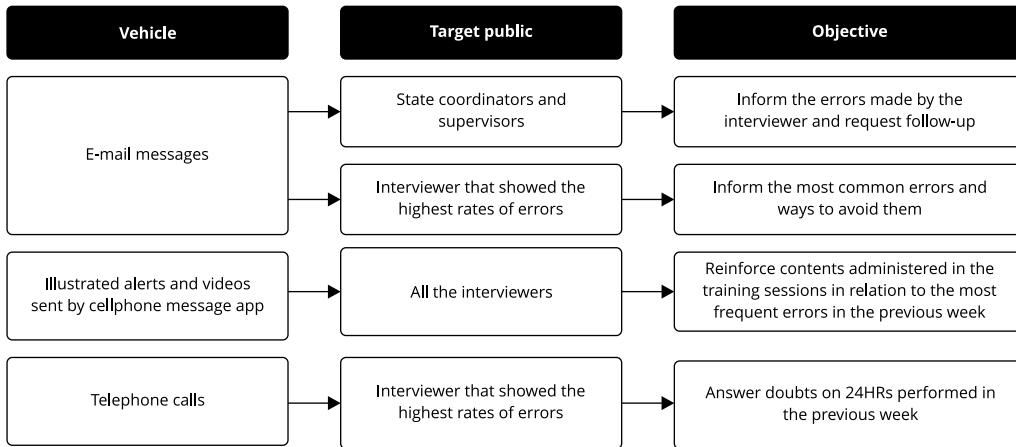 Vehicle
Target public
Objective
E-mail messages
State coordinators and
supervisors
Inform the errors made by the
interviewer and request follow-up
Interviewer that showed the
highest rates of errors
Inform the most common errors and
ways to avoid them
Illustrated alerts and videos
sent by cellphone message app
All the interviewers
Reinforce contents administered in the
training sessions in relation to the most
frequent errors in the previous week
Telephone calls
Interviewer that showed the
highest rates of errors
Answer doubts on 24HRs performed in
the previous week